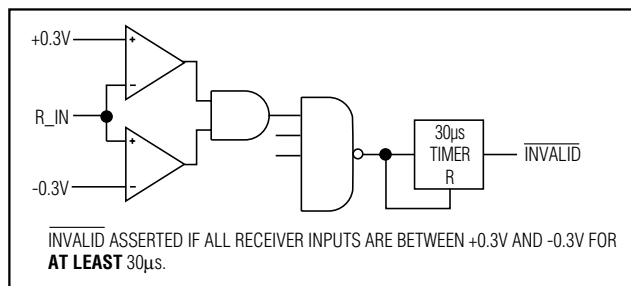 +0.3V
+
−
R_IN
+
-0.3V
−
30µs
TIMER
R
INVALID
INVALID ASSERTED IF ALL RECEIVER INPUTS ARE BETWEEN +0.3V AND -0.3V FOR
AT LEAST 30µs.